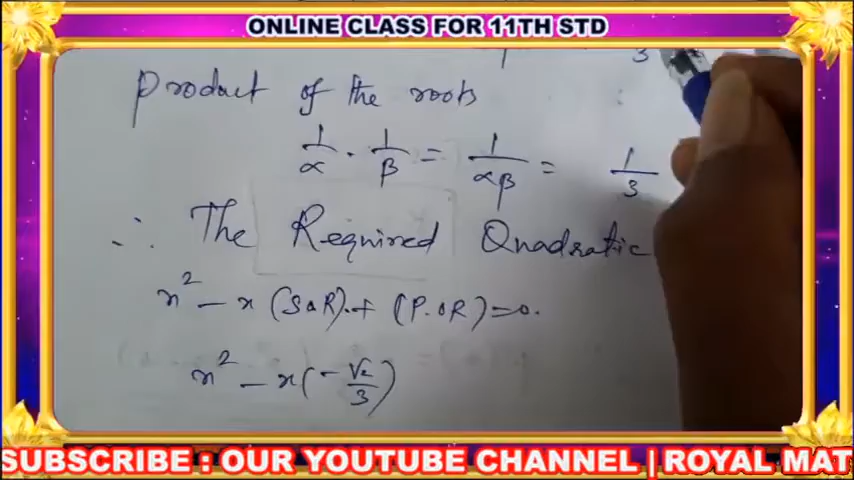 ONLINE CLASS FOR 11TH STD
3
Product of the roots
1/α · 1/β = 1/αβ = 1/3
∴ The Required Quadratic
x² - x (S.O.R) + (P.O.R) = 0.
x² - x (-√2/3)
SUBSCRIBE : OUR YOUTUBE CHANNEL | ROYAL MAT